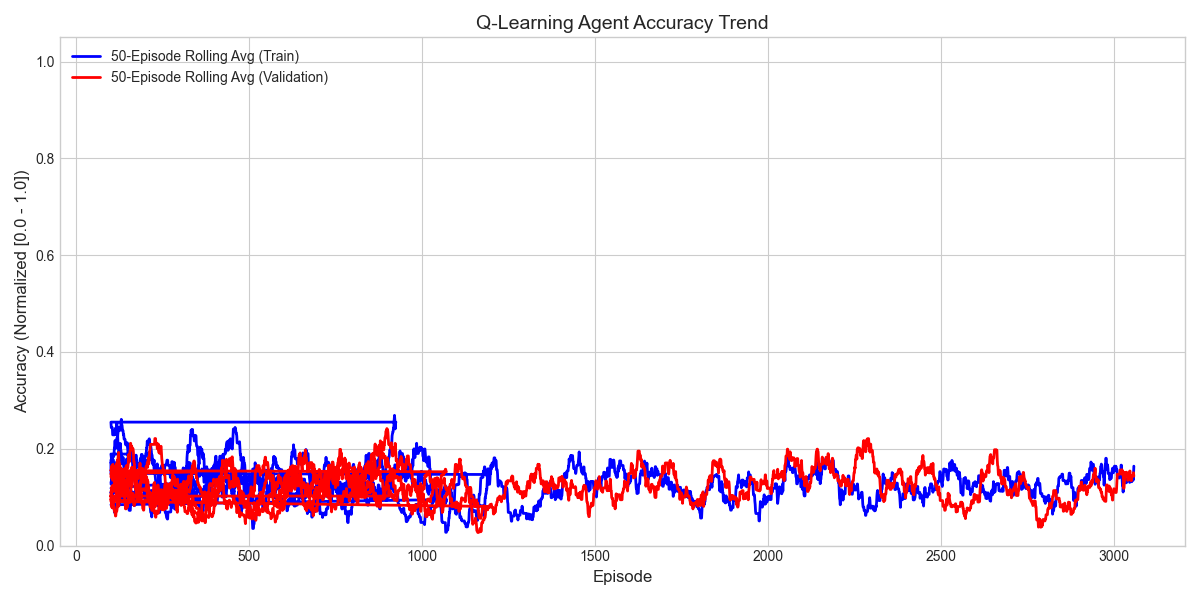 Q-Learning Agent Accuracy Trend
50-Episode Rolling Avg (Train)
50-Episode Rolling Avg (Validation)
Accuracy (Normalized [0.0 - 1.0])
1.0
0.8
0.6
0.4
0.2
0.0
0 500 1000 1500 2000 2500 3000
Episode